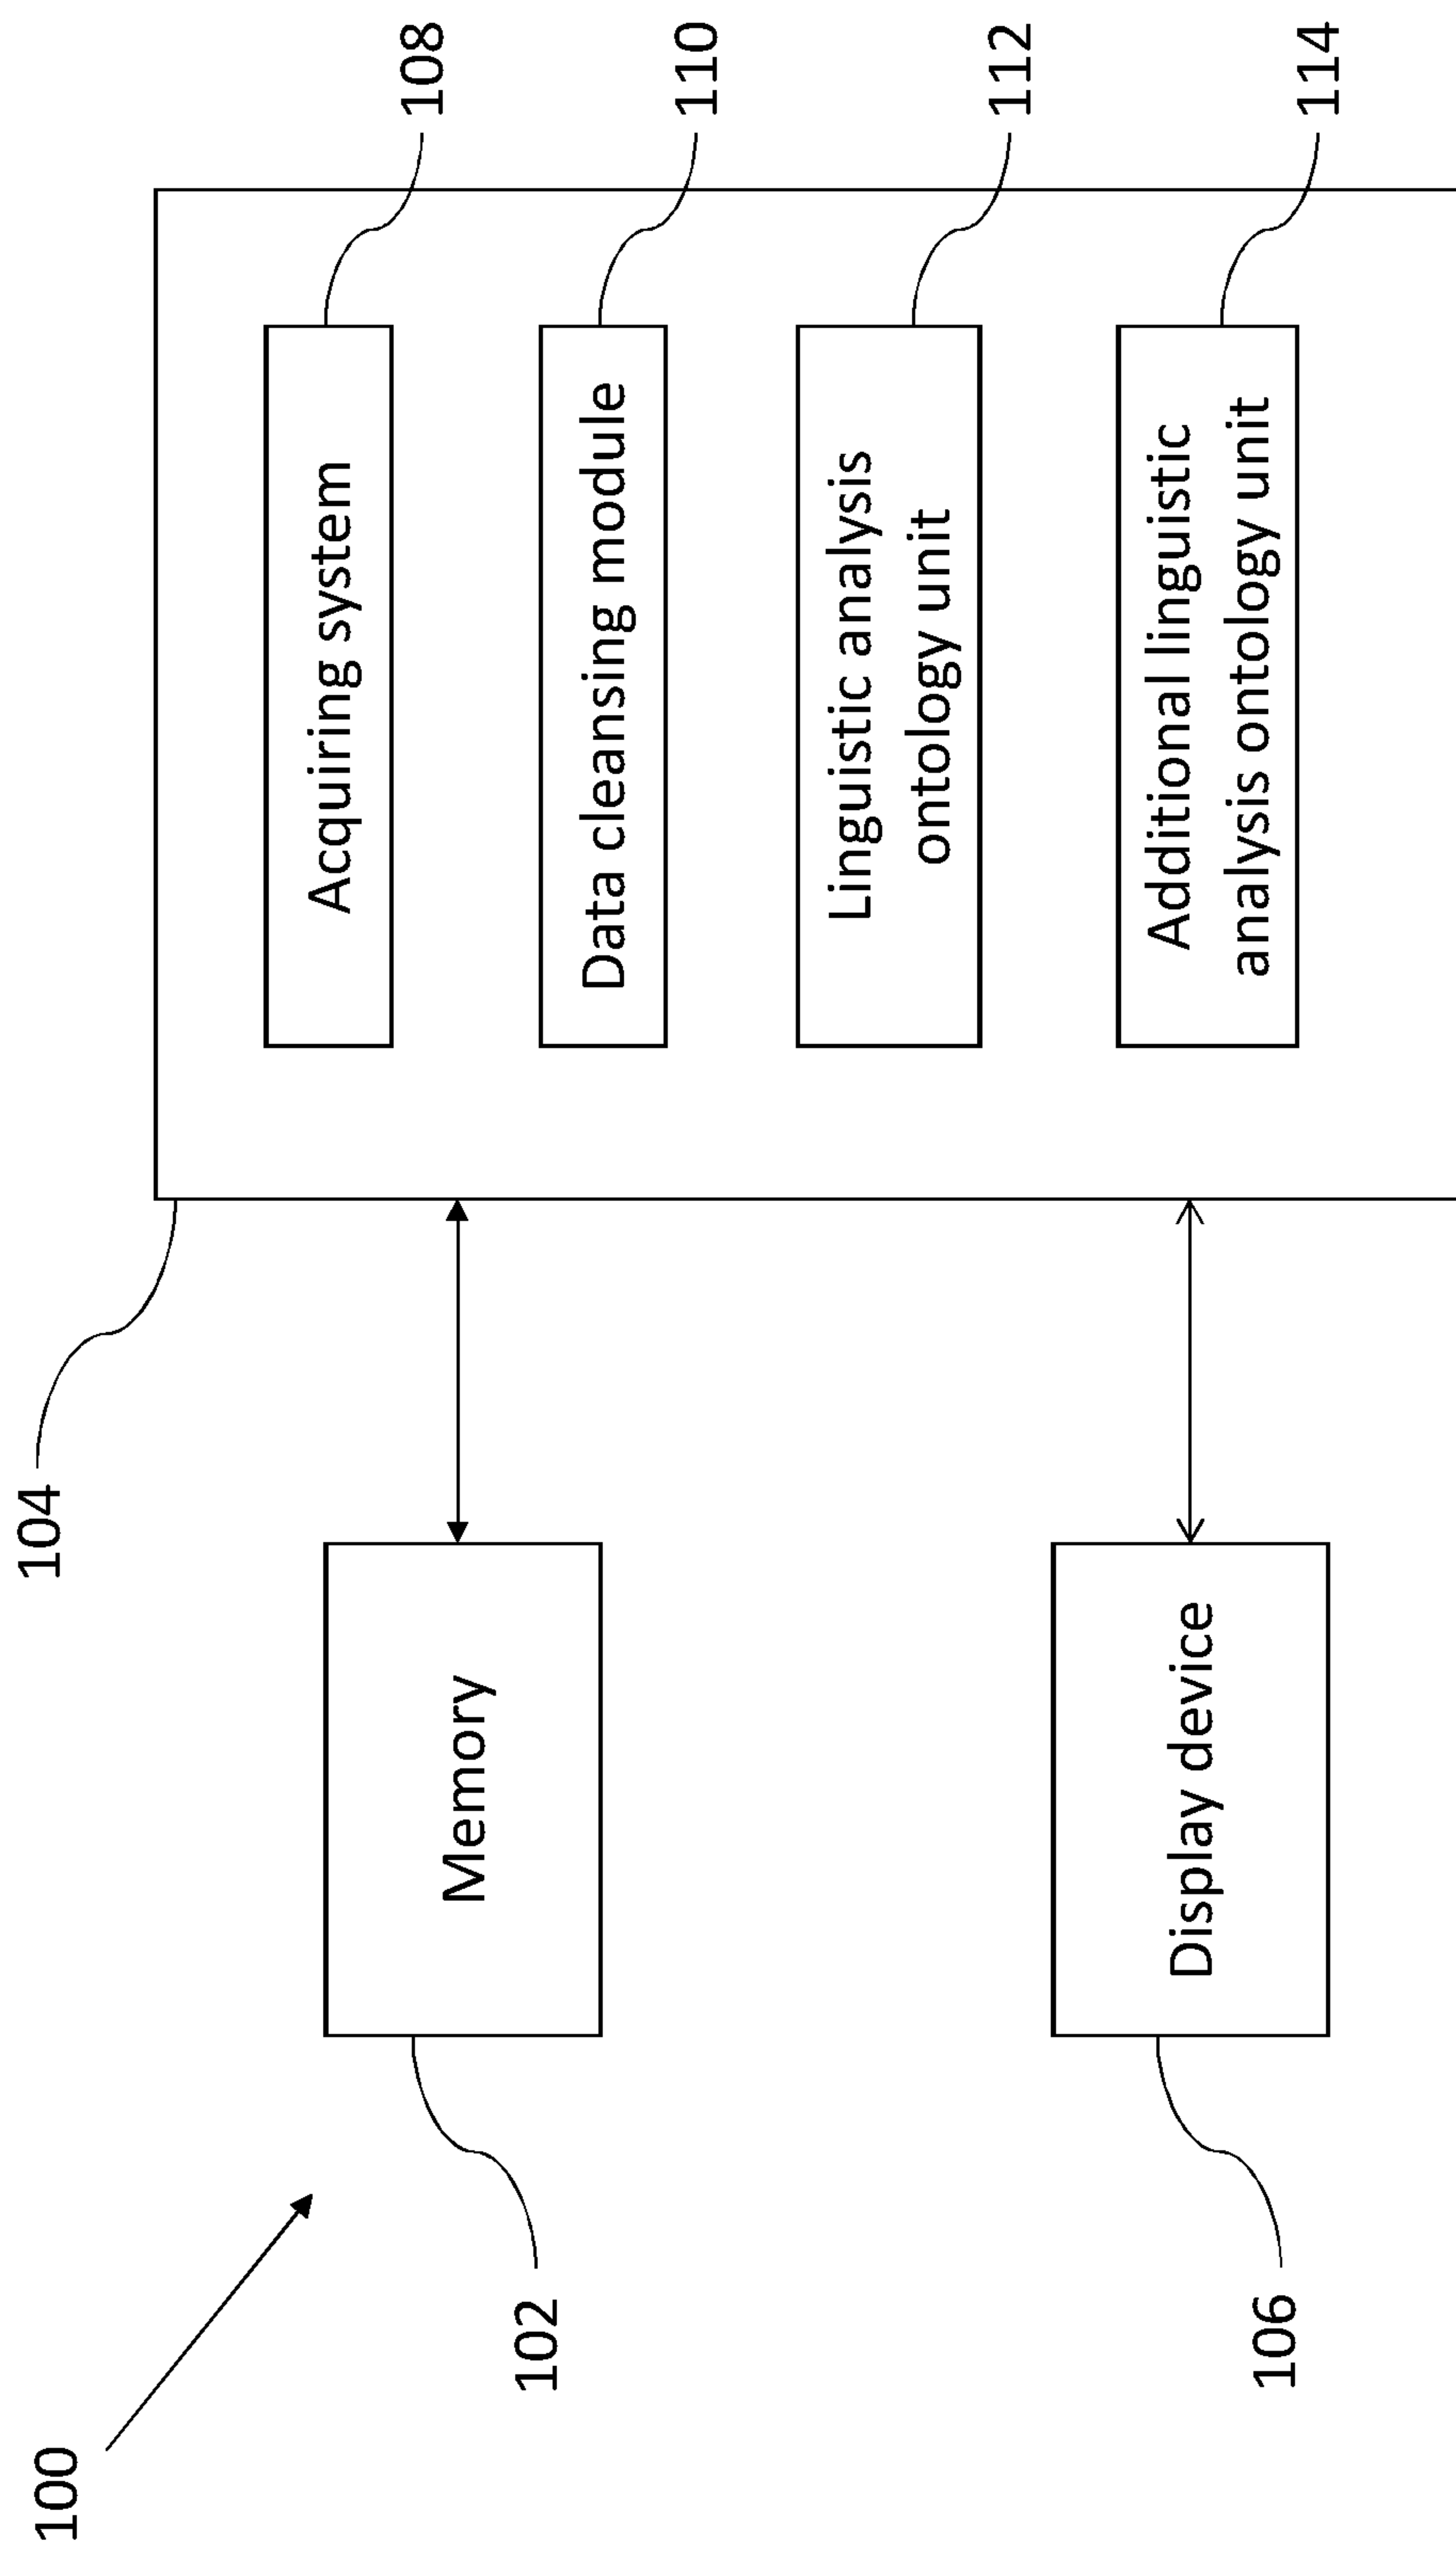 100
102
Memory
104
Acquiring system
108
Data cleansing module
110
Linguistic analysis
ontology unit
112
Additional linguistic
analysis ontology unit
114
Display device
106